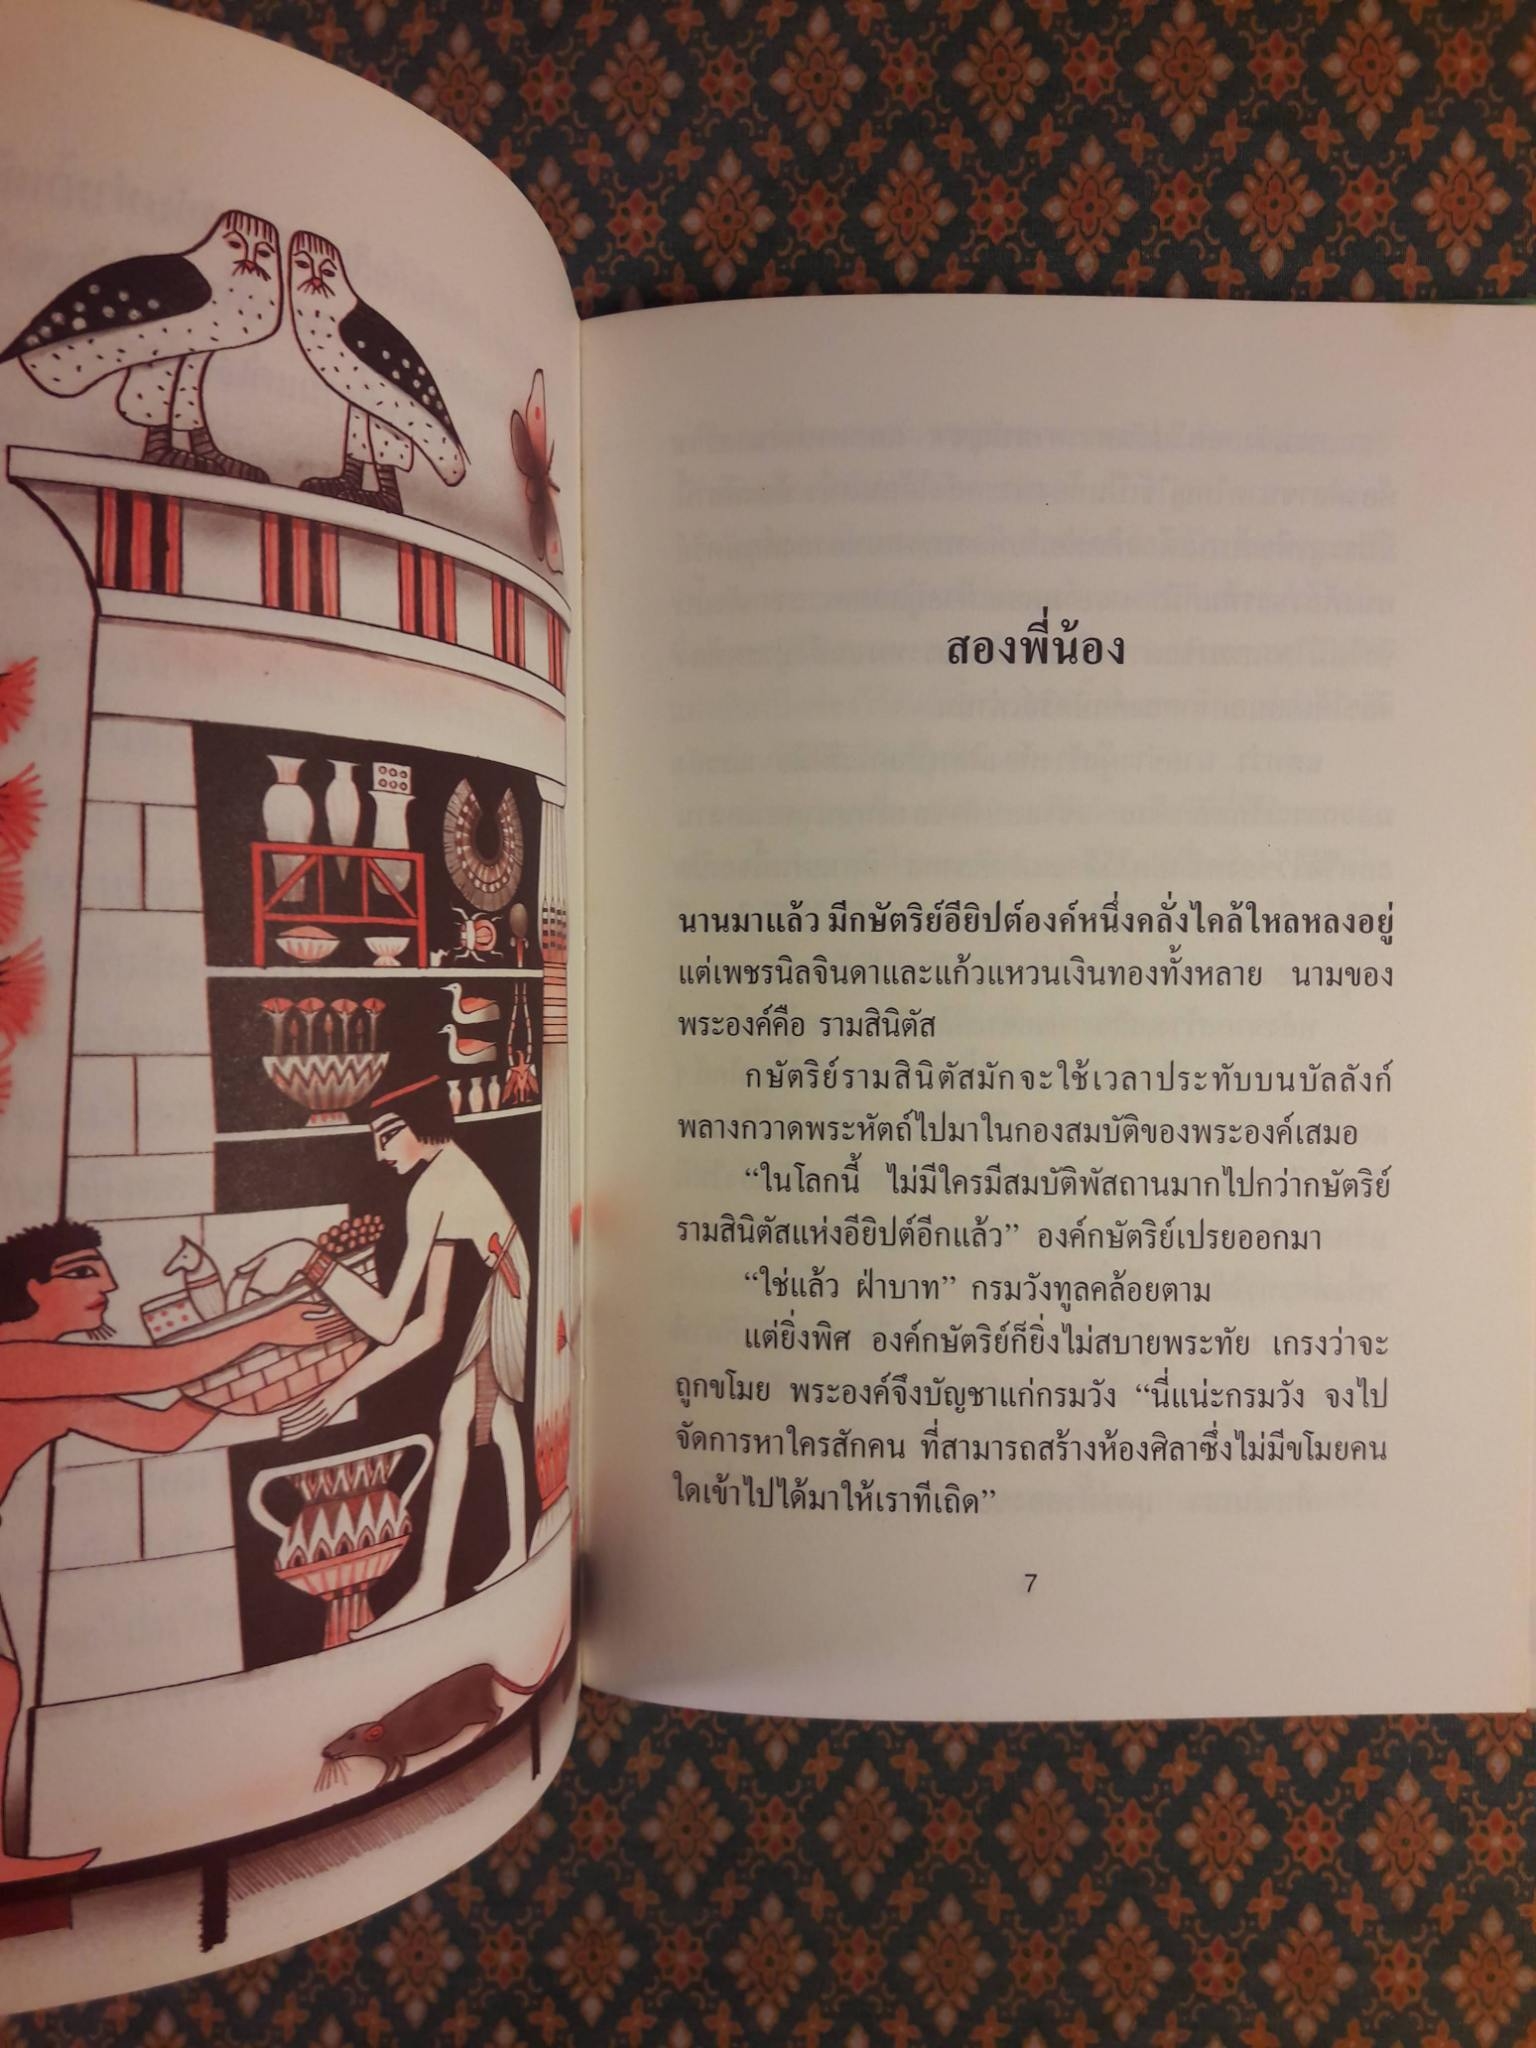 สองพี่น้อง
นานมาแล้ว มีกษัตริย์อียิปต์องค์หนึ่งคลั่งไคล้ใหลหลงอยู่
แต่เพชรนิลจินดาและแก้วแหวนเงินทองทั้งหลาย นามของ
พระองค์คือ รามสินิตัส
กษัตริย์รามสินิตัสมักจะใช้เวลาประทับบนบัลลังก์
พลางกวาดพระหัตถ์ไปมาในกองสมบัติของพระองค์เสมอ
“ในโลกนี้ ไม่มีใครมีสมบัติพัสถานมากไปกว่ากษัตริย์
รามสินิตัสแห่งอียิปต์อีกแล้ว” องค์กษัตริย์เปรยออกมา
“ใช่แล้ว ฝ่าบาท” กรมวังทูลคล้อยตาม
แต่ยิ่งพิศ องค์กษัตริย์ก็ยิ่งไม่สบายพระทัย เกรงว่าจะ
ถูกขโมย พระองค์จึงบัญชาแก่กรมวัง “นี่แน่ะกรมวัง จงไป
จัดการหาใครสักคน ที่สามารถสร้างห้องศิลาซึ่งไม่มีขโมยคน
ใดเข้าไปได้มาให้เราทีเถิด”
7